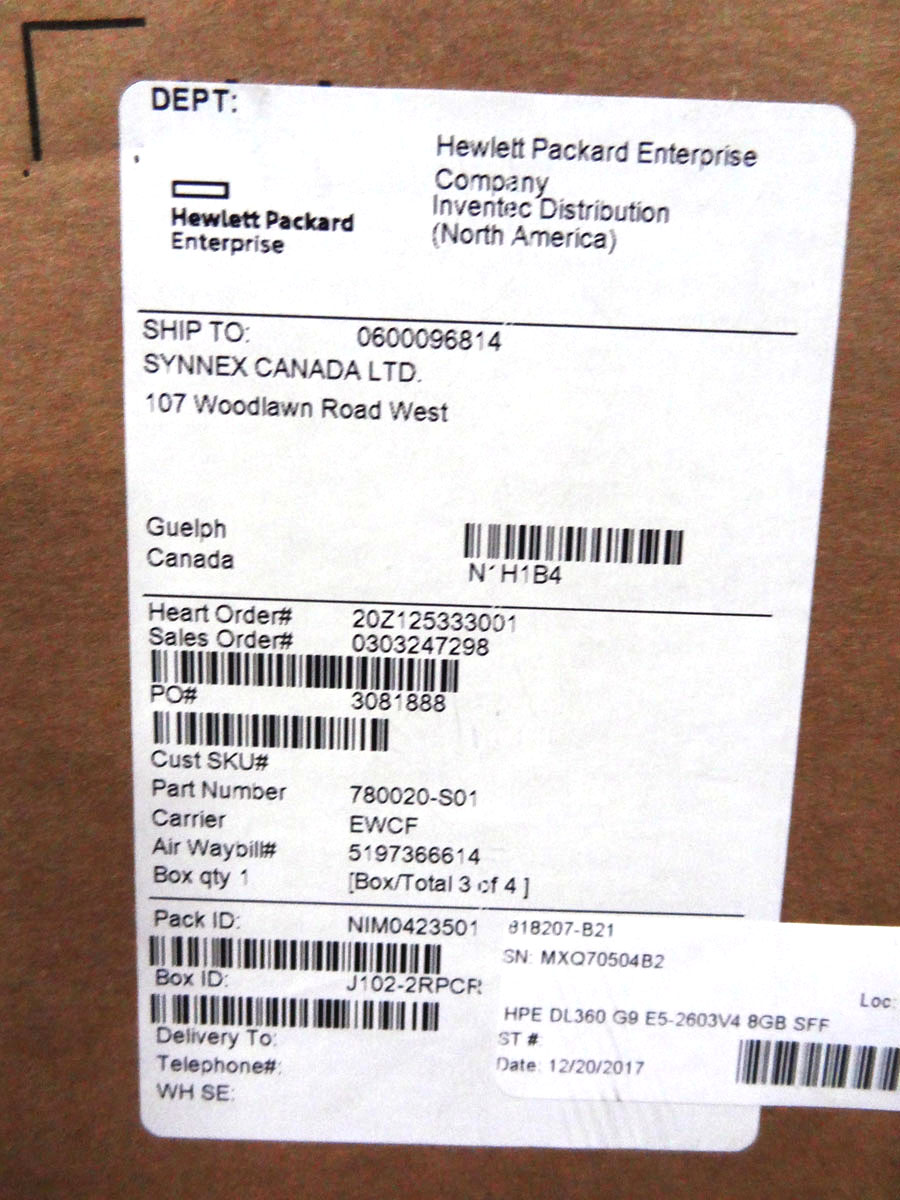 DEPT:
Hewlett Packard
Enterprise
Hewlett Packard Enterprise
Company
Inventec Distribution
(North America)
SHIP TO: 0600096814
SYNNEX CANADA LTD.
107 Woodlawn Road West
Guelph
Canada
N1H1B4
Heart Order# 20Z125333001
Sales Order# 0303247298
PO# 3081888
Cust SKU#
Part Number 780020-S01
Carrier EWCF
Air Waybill# 5197366614
Box qty 1 [Box/Total 3 of 4 ]
Pack ID: NIM0423501
Box ID: J102-2RPCR
Delivery To:
Telephone#:
WH SE:
818207-B21
SN: MXQ70504B2
Loc:
HPE DL360 G9 E5-2603V4 8GB SFF
ST #
Date: 12/20/2017